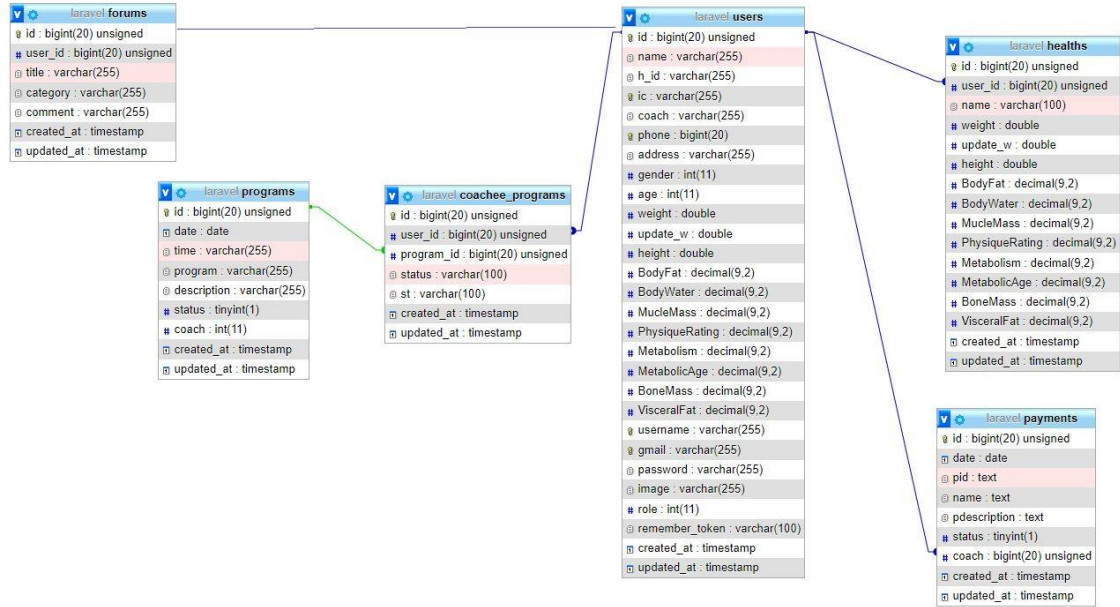 laravel forums
id : bigint(20) unsigned
user_id : bigint(20) unsigned
title : varchar(255)
category : varchar(255)
comment : varchar(255)
created_at : timestamp
updated_at : timestamp
laravel programs
id : bigint(20) unsigned
date : date
time : varchar(255)
program : varchar(255)
description : varchar(255)
status : tinyint(1)
coach : int(11)
created_at : timestamp
updated_at : timestamp
laravel coachee_programs
id : bigint(20) unsigned
user_id : bigint(20) unsigned
program_id : bigint(20) unsigned
status : varchar(100)
st : varchar(100)
created_at : timestamp
updated_at : timestamp
laravel users
id : bigint(20) unsigned
name : varchar(255)
h_id : varchar(255)
ic : varchar(255)
coach : varchar(255)
phone : bigint(20)
address : varchar(255)
gender : int(11)
age : int(11)
weight : double
update_w : double
height : double
BodyFat : decimal(9,2)
BodyWater : decimal(9,2)
MucleMass : decimal(9,2)
PhysiqueRating : decimal(9,2)
Metabolism : decimal(9,2)
MetabolicAge : decimal(9,2)
BoneMass : decimal(9,2)
VisceralFat : decimal(9,2)
username : varchar(255)
gmail : varchar(255)
password : varchar(255)
image : varchar(255)
role : int(11)
remember_token : varchar(100)
created_at : timestamp
updated_at : timestamp
laravel healths
id : bigint(20) unsigned
user_id : bigint(20) unsigned
name : varchar(100)
weight : double
update_w : double
height : double
BodyFat : decimal(9,2)
BodyWater : decimal(9,2)
MucleMass : decimal(9,2)
PhysiqueRating : decimal(9,2)
Metabolism : decimal(9,2)
MetabolicAge : decimal(9,2)
BoneMass : decimal(9,2)
VisceralFat : decimal(9,2)
created_at : timestamp
updated_at : timestamp
laravel payments
id : bigint(20) unsigned
date : date
pid : text
name : text
pdescription : text
status : tinyint(1)
coach : bigint(20) unsigned
created_at : timestamp
updated_at : timestamp